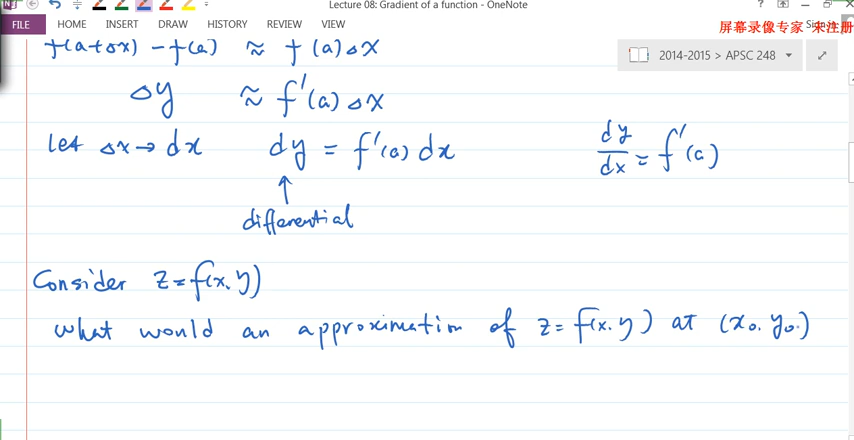 Lecture 08: Gradient of a function - OneNote
FILE HOME INSERT DRAW HISTORY REVIEW VIEW
屏幕录像专家 未注册
2014-2015 > APSC 248
f(a+Δx) - f(a) ≈ f'(a) Δx
Δy ≈ f'(a) Δx
let Δx → dx dy = f'(a) dx
dy/dx = f'(a)
differential
Consider z = f(x, y)
what would an approximation of z = f(x, y) at (x₀, y₀)